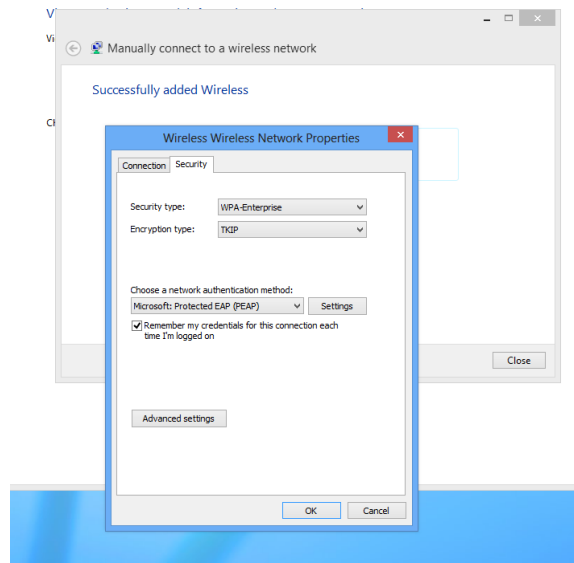 Manually connect to a wireless network
Successfully added Wireless
Wireless Wireless Network Properties
Connection
Security
Security type:
WPA-Enterprise
Encryption type:
TKIP
Choose a network authentication method:
Microsoft: Protected EAP (PEAP)
Settings
Remember my credentials for this connection each
time I'm logged on
Advanced settings
OK
Cancel
Close